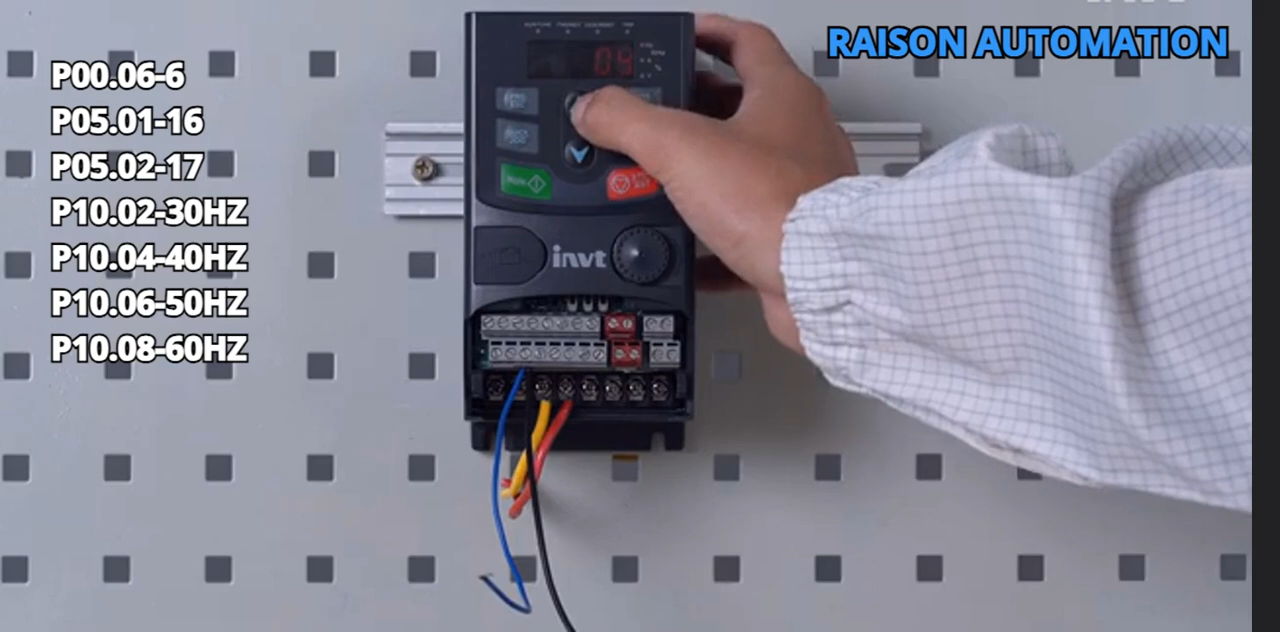 RAISON AUTOMATION
P00.06-6
P05.01-16
P05.02-17
P10.02-30HZ
P10.04-40HZ
P10.06-50HZ
P10.08-60HZ
invt